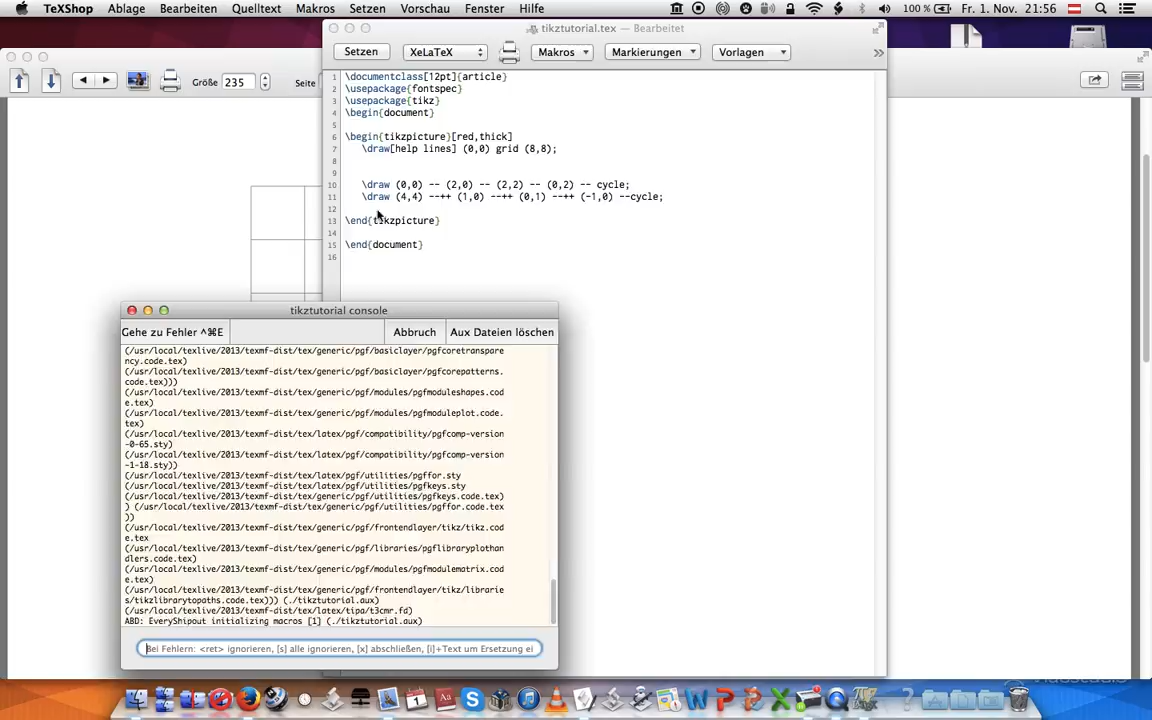 TeXShop Ablage Bearbeiten Quelltext Makros Setzen Vorschau Fenster Hilfe 100 % Fr. 1. Nov. 21:56
tikztutorial.tex — Bearbeitet
Setzen XeLaTeX Makros Markierungen Vorlagen »
Größe 235 Seite
1 \documentclass[12pt]{article}
2 \usepackage{fontspec}
3 \usepackage{tikz}
4 \begin{document}
5
6 \begin{tikzpicture}[red,thick]
7 \draw[help lines] (0,0) grid (8,8);
8
9
10 \draw (0,0) -- (2,0) -- (2,2) -- (0,2) -- cycle;
11 \draw (4,4) --++ (1,0) --++ (0,1) --++ (-1,0) --cycle;
12
13 \end{tikzpicture}
14
15 \end{document}
16
tikztutorial console
Gehe zu Fehler ^⌘E Abbruch Aux Dateien löschen
(/usr/local/texlive/2013/texmf-dist/tex/generic/pgf/basiclayer/pgfcoretranspare
ncy.code.tex)
(/usr/local/texlive/2013/texmf-dist/tex/generic/pgf/basiclayer/pgfcorepatterns.
code.tex)))
(/usr/local/texlive/2013/texmf-dist/tex/generic/pgf/modules/pgfmoduleshapes.cod
e.tex)
(/usr/local/texlive/2013/texmf-dist/tex/generic/pgf/modules/pgfmoduleplot.code.
tex)
(/usr/local/texlive/2013/texmf-dist/tex/latex/pgf/compatibility/pgfcomp-version
-0-65.sty)
(/usr/local/texlive/2013/texmf-dist/tex/latex/pgf/compatibility/pgfcomp-version
-1-18.sty))
(/usr/local/texlive/2013/texmf-dist/tex/latex/pgf/utilities/pgffor.sty
(/usr/local/texlive/2013/texmf-dist/tex/latex/pgf/utilities/pgfkeys.sty
(/usr/local/texlive/2013/texmf-dist/tex/generic/pgf/utilities/pgfkeys.code.tex)
) (/usr/local/texlive/2013/texmf-dist/tex/generic/pgf/utilities/pgffor.code.tex
))
(/usr/local/texlive/2013/texmf-dist/tex/generic/pgf/frontendlayer/tikz/tikz.cod
e.tex
(/usr/local/texlive/2013/texmf-dist/tex/generic/pgf/libraries/pgflibraryplothan
dlers.code.tex)
(/usr/local/texlive/2013/texmf-dist/tex/generic/pgf/modules/pgfmodulematrix.cod
e.tex)
(/usr/local/texlive/2013/texmf-dist/tex/generic/pgf/frontendlayer/tikz/librarie
s/tikzlibrarytopaths.code.tex))) (./tikztutorial.aux)
(/usr/local/texlive/2013/texmf-dist/tex/latex/tipa/t3cmr.fd)
ABD: EveryShipout initializing macros [1] (./tikztutorial.aux)
Bei Fehlern: <ret> ignorieren, [s] alle ignorieren, [x] abschließen, [i]+Text um Ersetzung ei